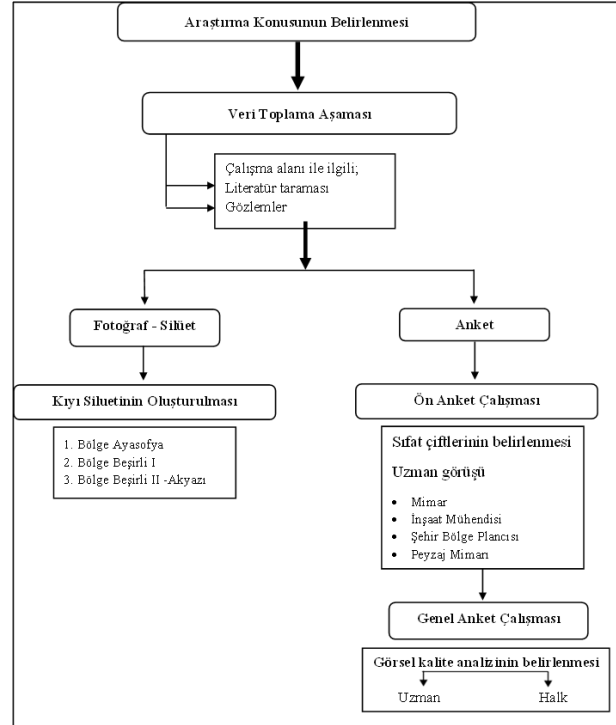 Araştırma Konusunun Belirlenmesi
Veri Toplama Aşaması
Çalışma alanı ile ilgili;
Literatür taraması
Gözlemler
Fotoğraf - Silüet
Kıyı Siluetinin Oluşturulması
1. Bölge Ayasofya
2. Bölge Beşirli I
3. Bölge Beşirli II -Akyazı
Anket
Ön Anket Çalışması
Sıfat çiftlerinin belirlenmesi
Uzman görüşü
• Mimar
• İnşaat Mühendisi
• Şehir Bölge Plancısı
• Peyzaj Mimarı
Genel Anket Çalışması
Görsel kalite analizinin belirlenmesi
Uzman Halk